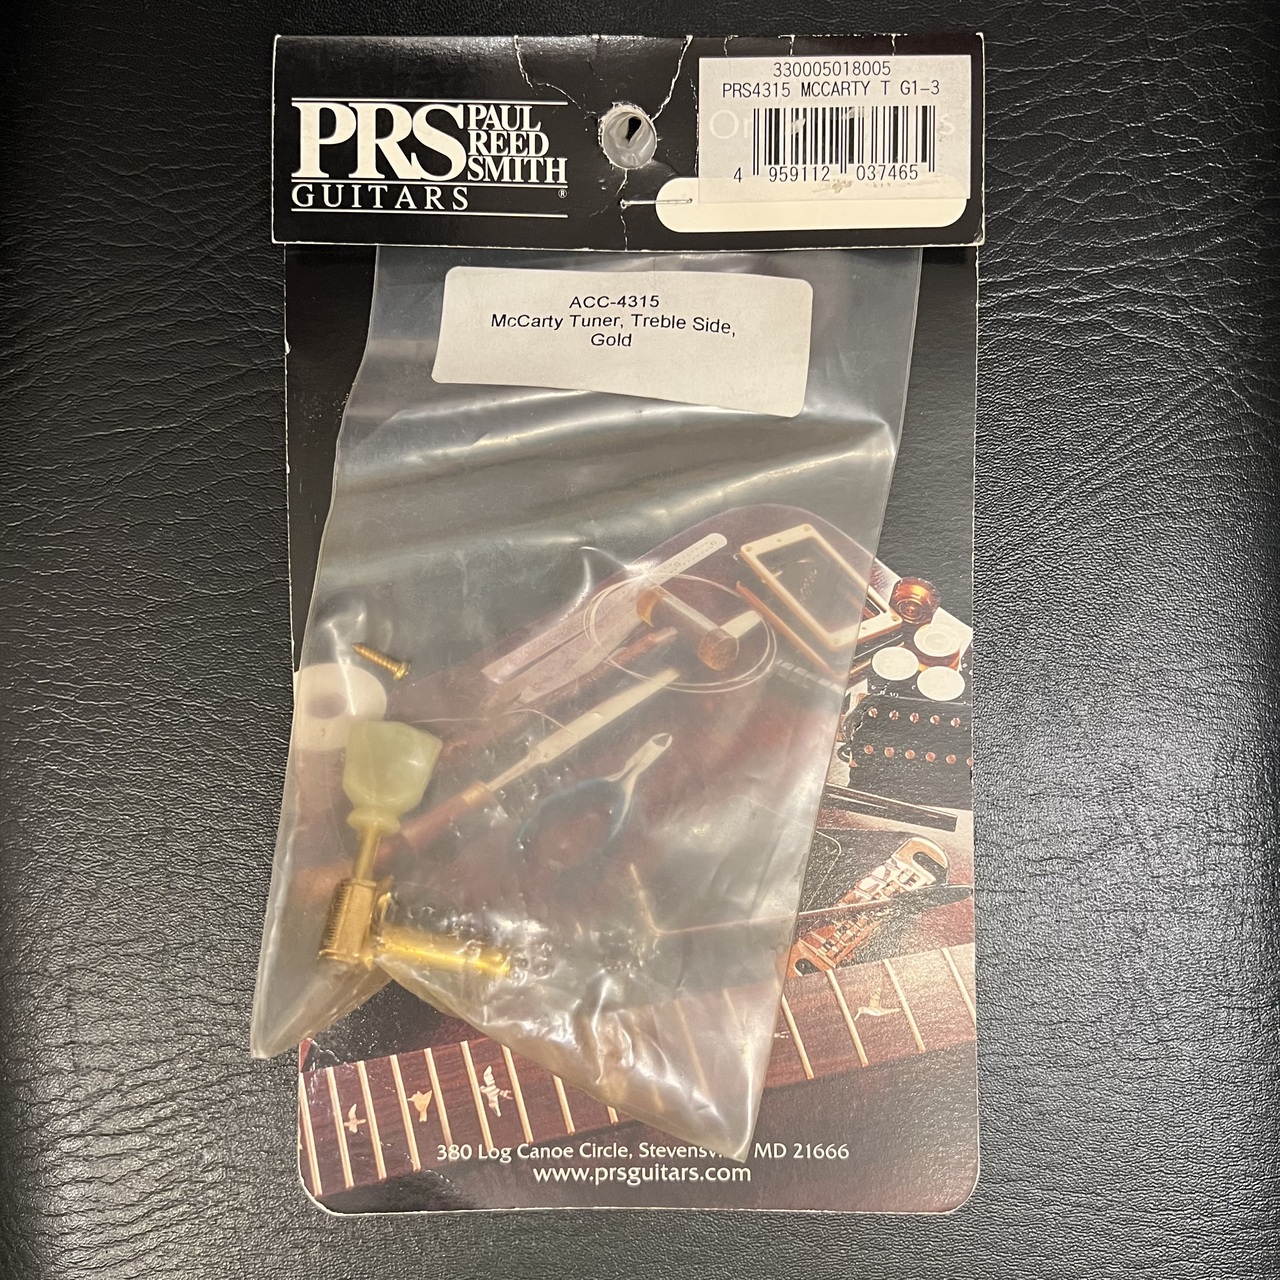 PRS PAUL
REED
SMITH
GUITARS ®
330005018005
PRS4315 MCCARTY T G1-3
4 959112 037465
ACC-4315
McCarty Tuner, Treble Side,
Gold
380 Log Canoe Circle, MD 21666
www.prsguitars.com